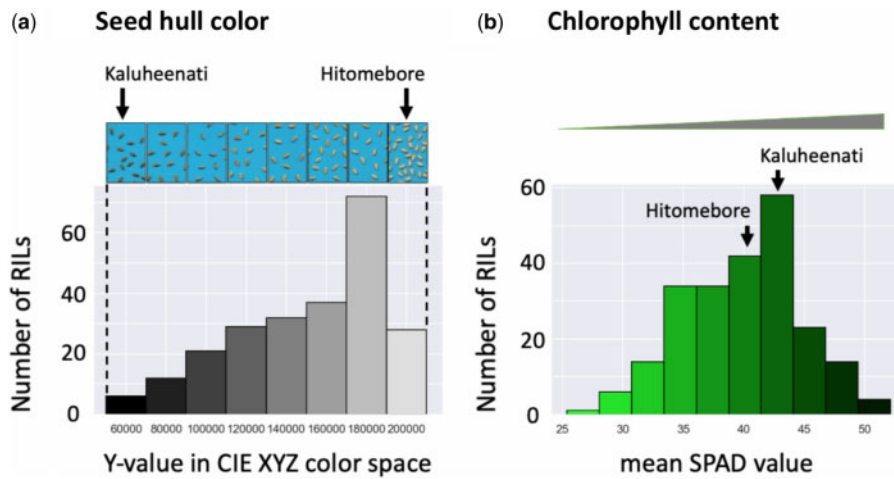 (a) Seed hull color
Kaluheenati Hitomebore
Number of RILs
60
40
20
0
60000 80000 100000 120000 140000 160000 180000 200000
Y-value in CIE XYZ color space
(b) Chlorophyll content
Kaluheenati
Hitomebore
Number of RILs
60
40
20
0
25 30 35 40 45 50
mean SPAD value